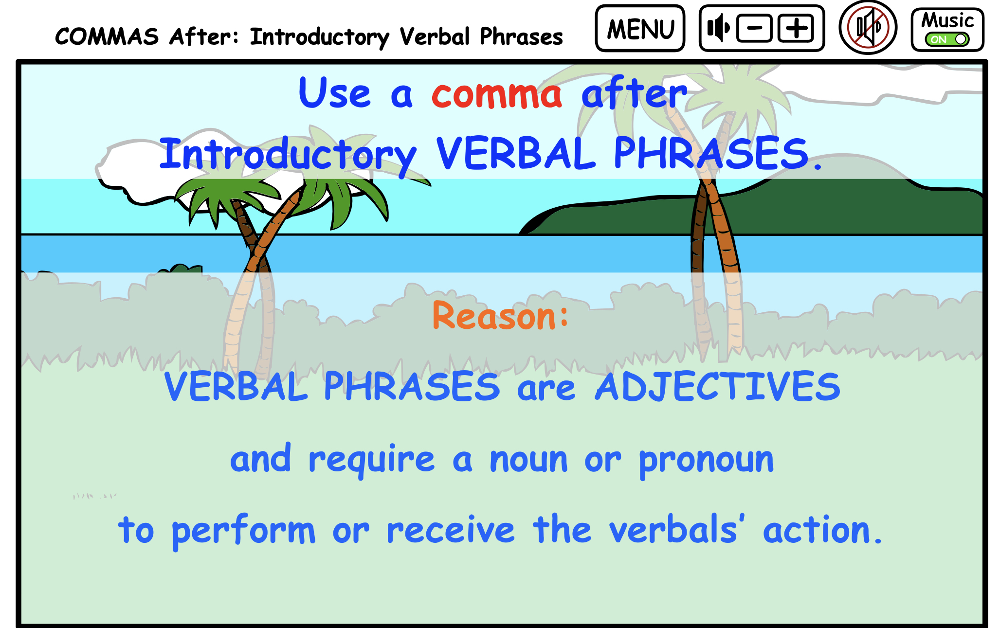 COMMAS After: Introductory Verbal Phrases
MENU
Music
ON
Use a comma after
Introductory VERBAL PHRASES.
Reason:
VERBAL PHRASES are ADJECTIVES
and require a noun or pronoun
to perform or receive the verbals’ action.